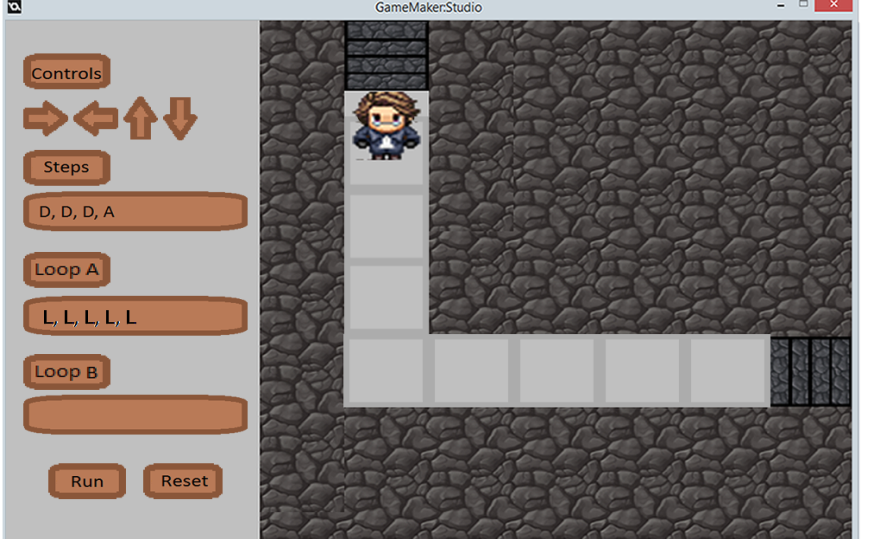 GameMaker:Studio
Controls
Steps
D, D, D, A
Loop A
L, L, L, L, L
Loop B
Run Reset